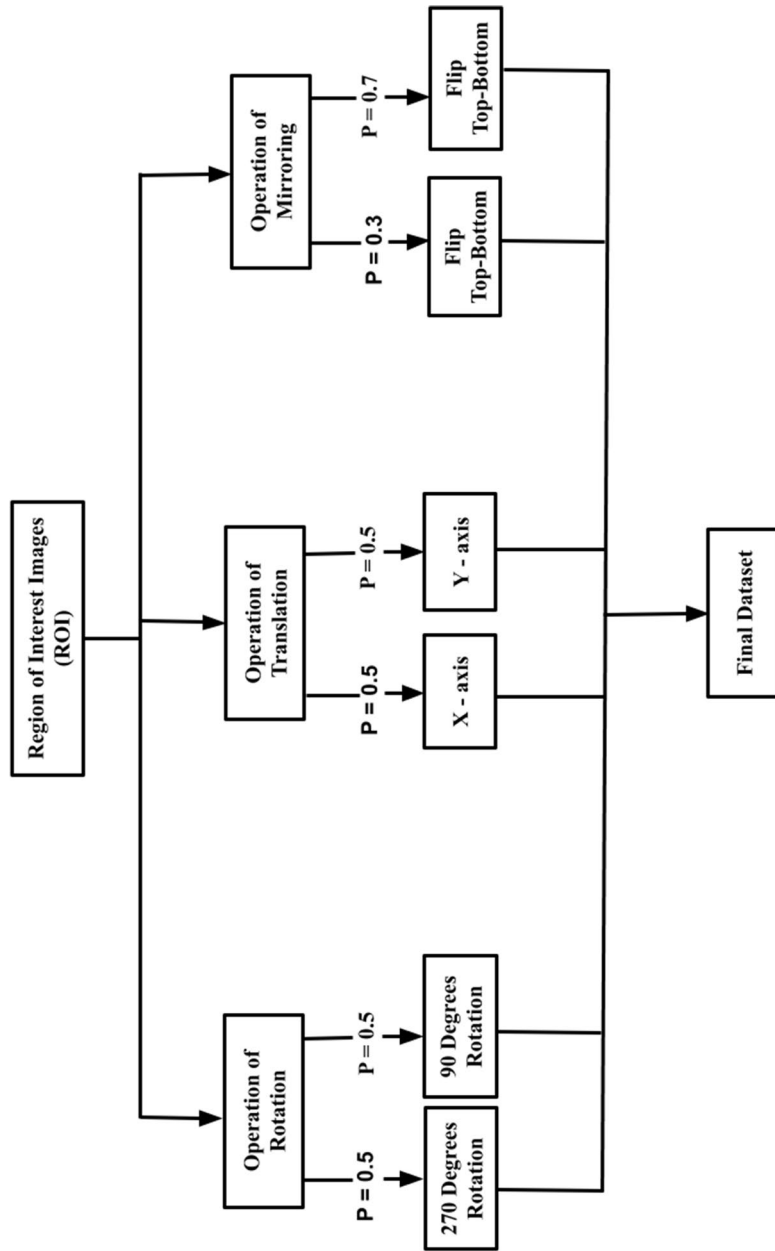 Region of Interest Images
(ROI)
Operation of
Rotation
Operation of
Translation
Operation of
Mirroring
P = 0.5
P = 0.5
P = 0.5
P = 0.5
P = 0.3
P = 0.7
270 Degrees
Rotation
90 Degrees
Rotation
X - axis
Y - axis
Flip
Top-Bottom
Flip
Top-Bottom
Final Dataset